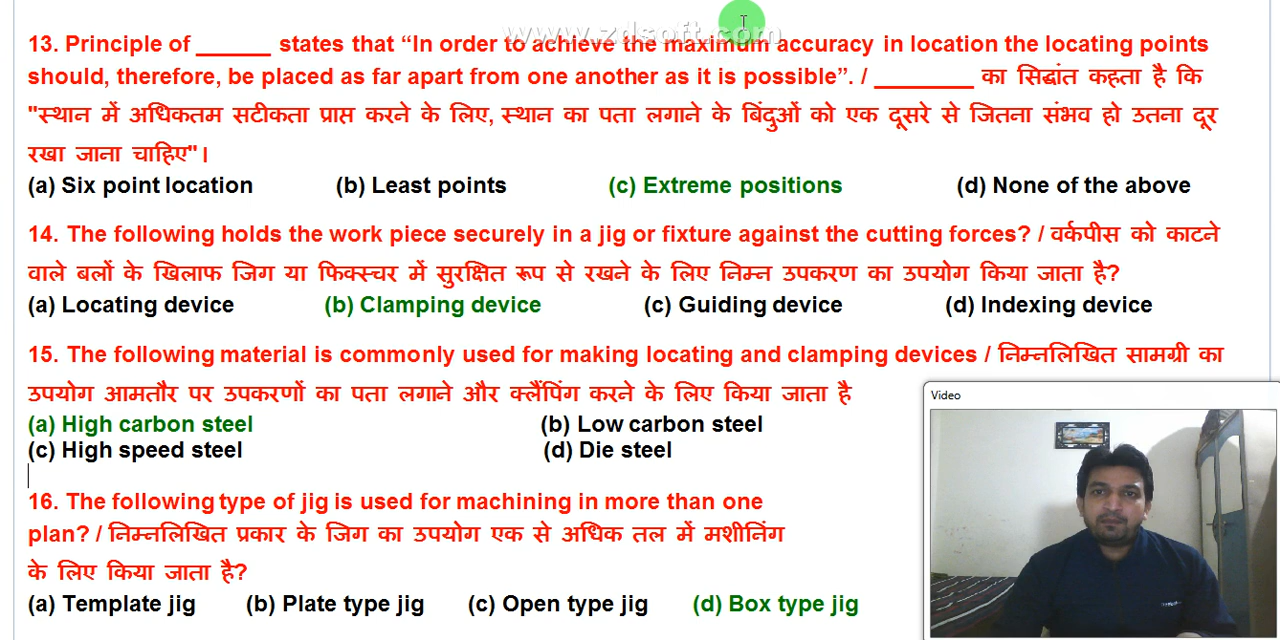 www.zdsoft.com
13. Principle of ______ states that “In order to achieve the maximum accuracy in location the locating points
should, therefore, be placed as far apart from one another as it is possible”. / ________ का सिद्धांत कहता है कि
"स्थान में अधिकतम सटीकता प्राप्त करने के लिए, स्थान का पता लगाने के बिंदुओं को एक दूसरे से जितना संभव हो उतना दूर
रखा जाना चाहिए"।
(a) Six point location (b) Least points (c) Extreme positions (d) None of the above
14. The following holds the work piece securely in a jig or fixture against the cutting forces? / वर्कपीस को काटने
वाले बलों के खिलाफ जिग या फिक्स्चर में सुरक्षित रूप से रखने के लिए निम्न उपकरण का उपयोग किया जाता है?
(a) Locating device (b) Clamping device (c) Guiding device (d) Indexing device
15. The following material is commonly used for making locating and clamping devices / निम्नलिखित सामग्री का
उपयोग आमतौर पर उपकरणों का पता लगाने और क्लैंपिंग करने के लिए किया जाता है
(a) High carbon steel (b) Low carbon steel
(c) High speed steel (d) Die steel
16. The following type of jig is used for machining in more than one
plan? / निम्नलिखित प्रकार के जिग का उपयोग एक से अधिक तल में मशीनिंग
के लिए किया जाता है?
(a) Template jig (b) Plate type jig (c) Open type jig (d) Box type jig
Video